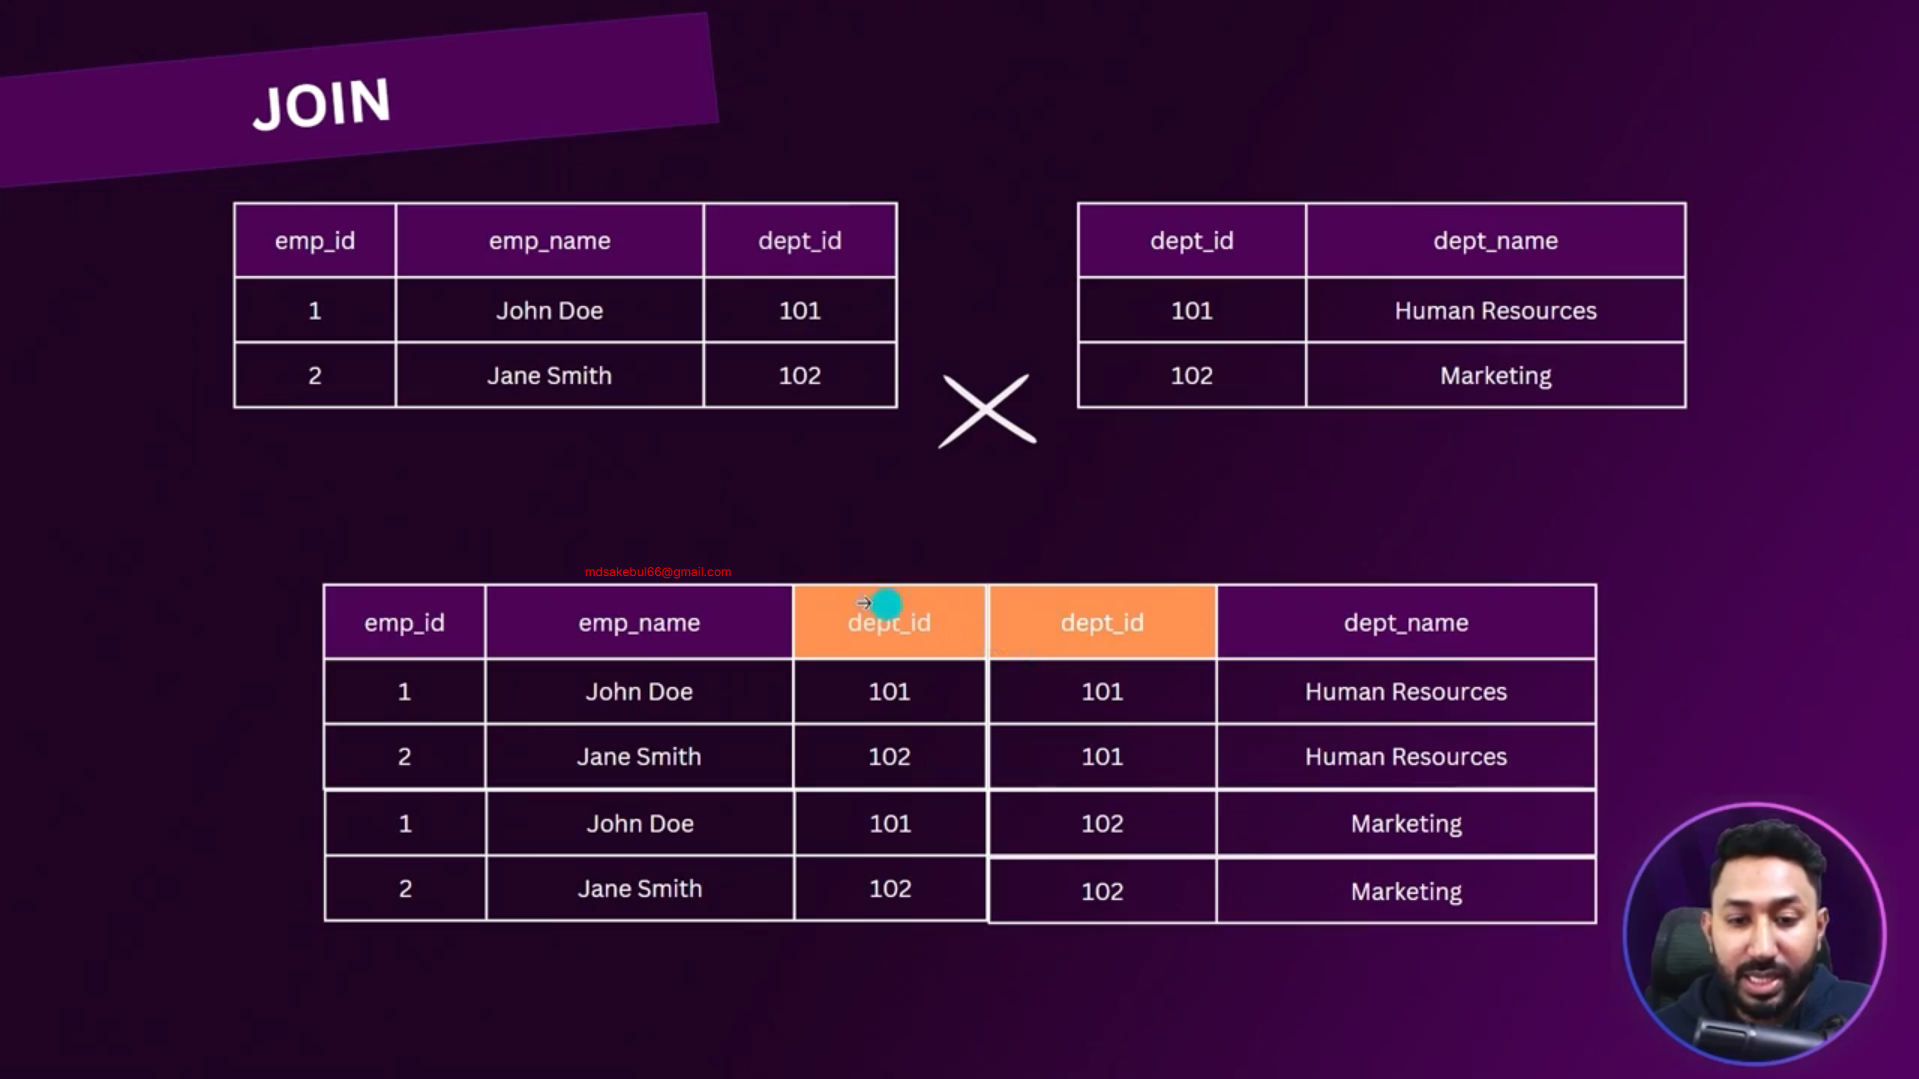 JOIN
emp_id emp_name dept_id
1 John Doe 101
2 Jane Smith 102
dept_id dept_name
101 Human Resources
102 Marketing
mdsakebul66@gmail.com
emp_id emp_name dept_id dept_id dept_name
1 John Doe 101 101 Human Resources
2 Jane Smith 102 101 Human Resources
1 John Doe 101 102 Marketing
2 Jane Smith 102 102 Marketing